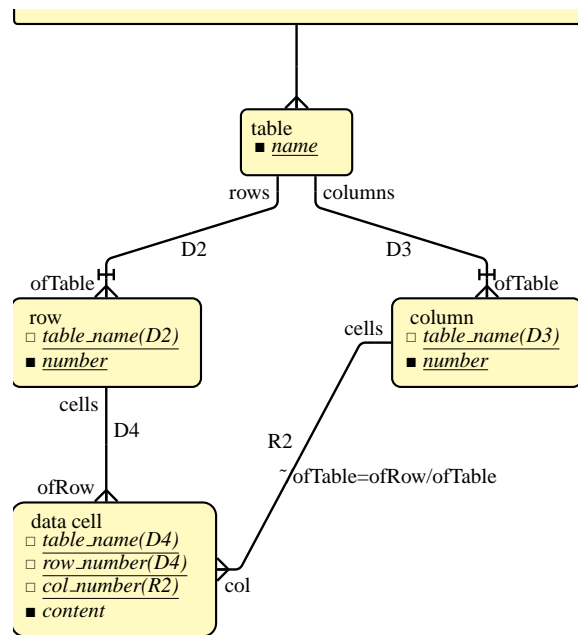 table
■ name
rows
columns
D2
D3
ofTable
ofTable
row
□ table_name(D2)
■ number
column
□ table_name(D3)
■ number
cells
cells
D4
R2
~ ofTable=ofRow/ofTable
ofRow
data cell
□ table_name(D4)
□ row_number(D4)
□ col_number(R2)
■ content
col